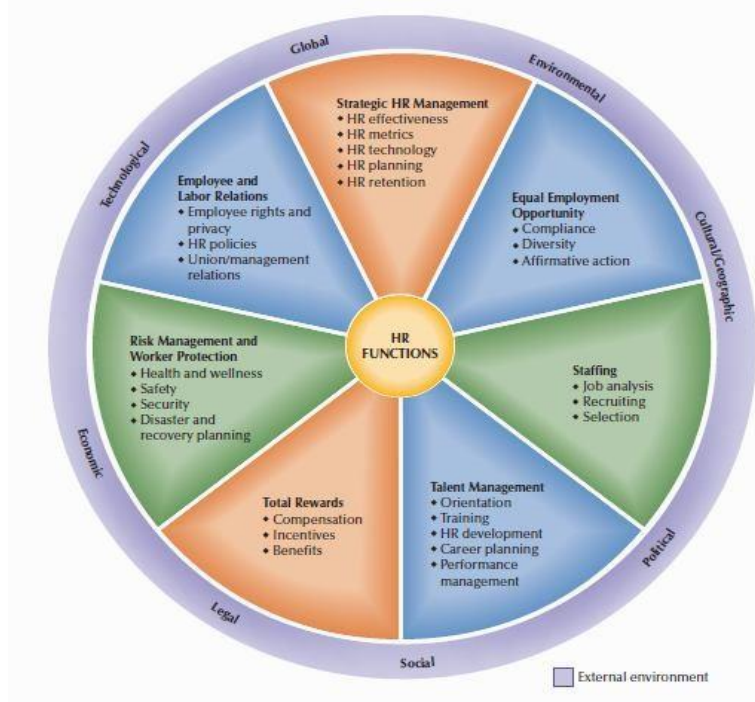 Global
Environmental
Cultural/Geographic
Political
Social
Legal
Economic
Technological
Strategic HR Management
◆ HR effectiveness
◆ HR metrics
◆ HR technology
◆ HR planning
◆ HR retention
Equal Employment
Opportunity
◆ Compliance
◆ Diversity
◆ Affirmative action
Staffing
◆ Job analysis
◆ Recruiting
◆ Selection
Talent Management
◆ Orientation
◆ Training
◆ HR development
◆ Career planning
◆ Performance
management
Total Rewards
◆ Compensation
◆ Incentives
◆ Benefits
Risk Management and
Worker Protection
◆ Health and wellness
◆ Safety
◆ Security
◆ Disaster and
recovery planning
Employee and
Labor Relations
◆ Employee rights and
privacy
◆ HR policies
◆ Union/management
relations
HR
FUNCTIONS
External environment